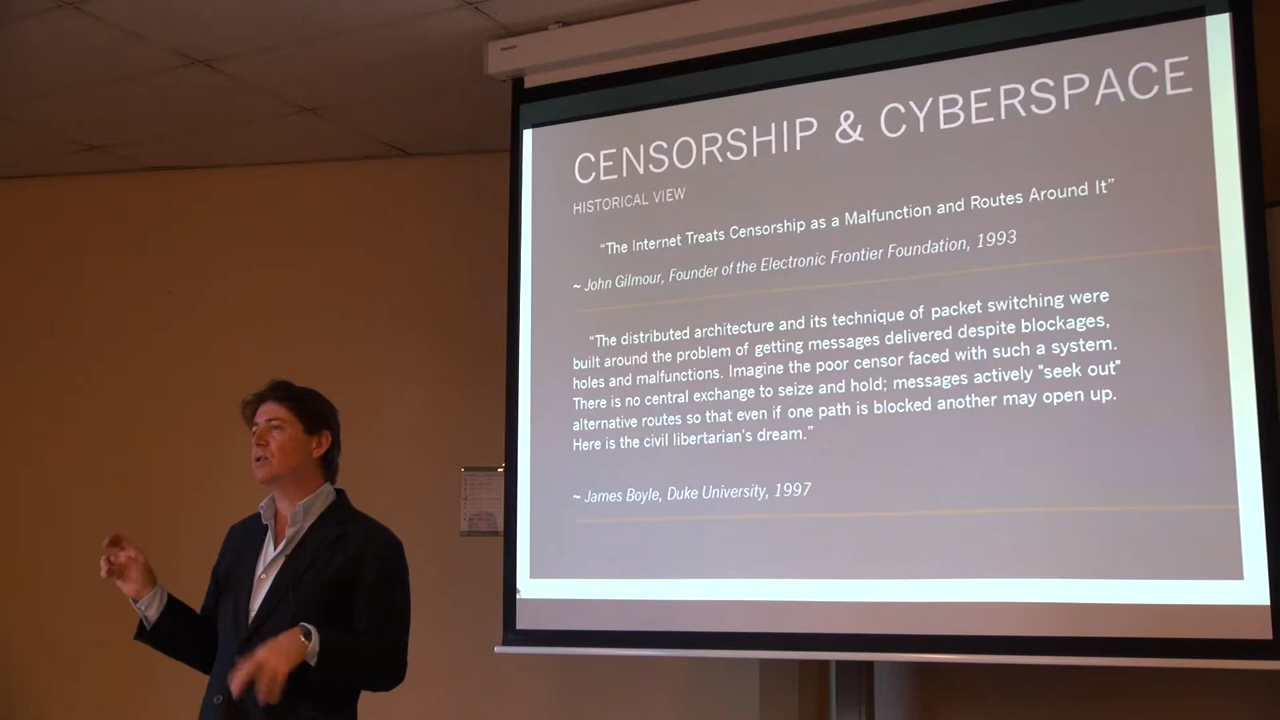 CENSORSHIP & CYBERSPACE
HISTORICAL VIEW
“The Internet Treats Censorship as a Malfunction and Routes Around It”
~ John Gilmour, Founder of the Electronic Frontier Foundation, 1993
“The distributed architecture and its technique of packet switching were
built around the problem of getting messages delivered despite blockages,
holes and malfunctions. Imagine the poor censor faced with such a system.
There is no central exchange to seize and hold; messages actively "seek out"
alternative routes so that even if one path is blocked another may open up.
Here is the civil libertarian's dream.”
~ James Boyle, Duke University, 1997